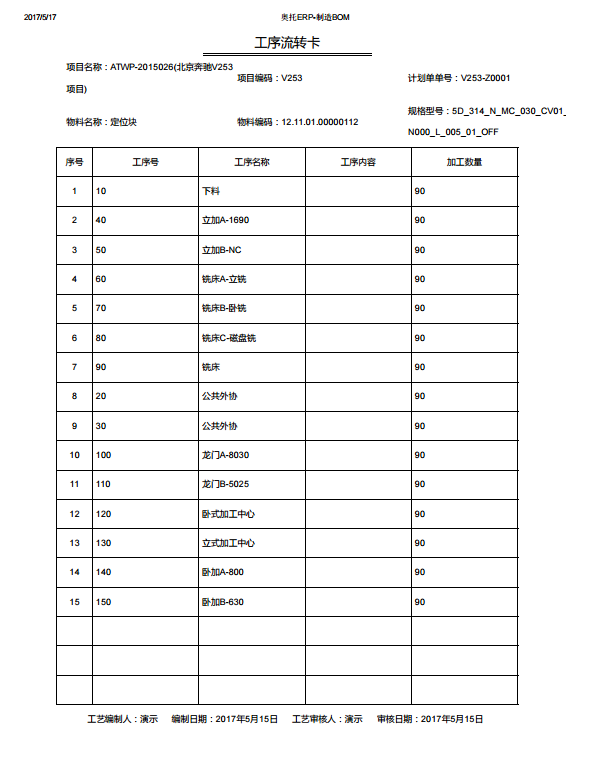 2017/5/17 奥托ERP-制造BOM
工序流转卡
项目名称：ATWP-2015026(北京奔驰V253
项目)
项目编码：V253
计划单单号：V253-Z0001
物料名称：定位块
物料编码：12.11.01.00000112
规格型号：5D_314_N_MC_030_CV01_
N000_L_005_01_OFF
序号 工序号 工序名称 工序内容 加工数量
1 10 下料 90
2 40 立加A-1690 90
3 50 立加B-NC 90
4 60 铣床A-立铣 90
5 70 铣床B-卧铣 90
6 80 铣床C-磁盘铣 90
7 90 铣床 90
8 20 公共外协 90
9 30 公共外协 90
10 100 龙门A-8030 90
11 110 龙门B-5025 90
12 120 卧式加工中心 90
13 130 立式加工中心 90
14 140 卧加A-800 90
15 150 卧加B-630 90
工艺编制人：演示 编制日期：2017年5月15日 工艺审核人：演示 审核日期：2017年5月15日